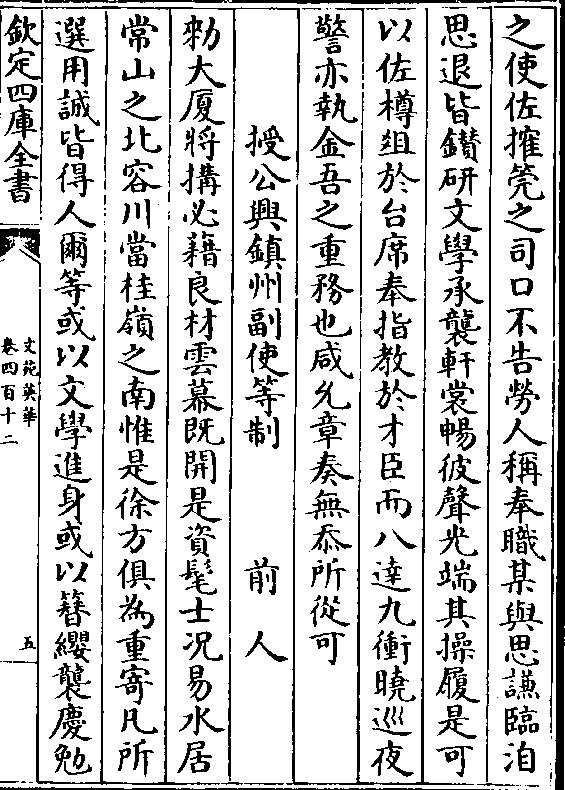 之使佐搉筦之司口不告勞人稱奉職某與思謙臨洎
思退皆鑚研文學承襲軒裳暢彼聲光端其操履是可
以佐樽俎於台席奉指教於才臣而八達九衝曉巡夜
警亦執金吾之重務也咸允章奏無忝所從可
授公興鎮州副使等制 前人
勑大厦將搆必藉良材雲幕既開是資髦士况易水居
常山之北容川當桂嶺之南惟是徐方俱為重寄凡所
選用誠皆得人爾等或以文學進身或以簪纓襲慶勉
欽定四庫全書
文苑英華
卷四百十二
五